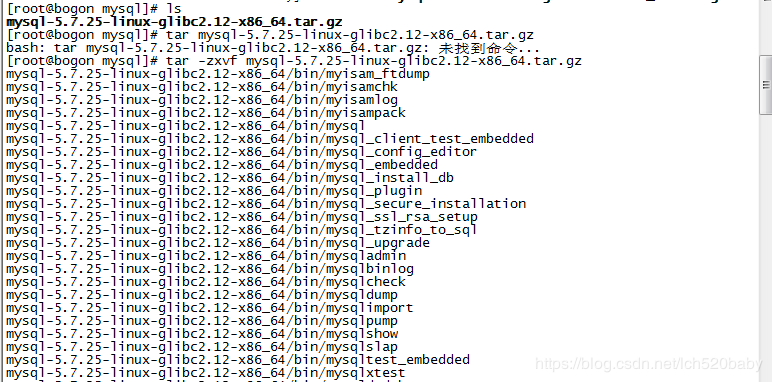 [root@bogon mysql]# ls
mysql-5.7.25-linux-glibc2.12-x86_64.tar.gz
[root@bogon mysql]# tar mysql-5.7.25-linux-glibc2.12-x86_64.tar.gz
bash: tar mysql-5.7.25-linux-glibc2.12-x86_64.tar.gz: 未找到命令...
[root@bogon mysql]# tar -zxvf mysql-5.7.25-linux-glibc2.12-x86_64.tar.gz
mysql-5.7.25-linux-glibc2.12-x86_64/bin/myisam_ftdump
mysql-5.7.25-linux-glibc2.12-x86_64/bin/myisamchk
mysql-5.7.25-linux-glibc2.12-x86_64/bin/myisamlog
mysql-5.7.25-linux-glibc2.12-x86_64/bin/myisampack
mysql-5.7.25-linux-glibc2.12-x86_64/bin/mysql
mysql-5.7.25-linux-glibc2.12-x86_64/bin/mysql_client_test_embedded
mysql-5.7.25-linux-glibc2.12-x86_64/bin/mysql_config_editor
mysql-5.7.25-linux-glibc2.12-x86_64/bin/mysql_embedded
mysql-5.7.25-linux-glibc2.12-x86_64/bin/mysql_install_db
mysql-5.7.25-linux-glibc2.12-x86_64/bin/mysql_plugin
mysql-5.7.25-linux-glibc2.12-x86_64/bin/mysql_secure_installation
mysql-5.7.25-linux-glibc2.12-x86_64/bin/mysql_ssl_rsa_setup
mysql-5.7.25-linux-glibc2.12-x86_64/bin/mysql_tzinfo_to_sql
mysql-5.7.25-linux-glibc2.12-x86_64/bin/mysql_upgrade
mysql-5.7.25-linux-glibc2.12-x86_64/bin/mysqladmin
mysql-5.7.25-linux-glibc2.12-x86_64/bin/mysqlbinlog
mysql-5.7.25-linux-glibc2.12-x86_64/bin/mysqlcheck
mysql-5.7.25-linux-glibc2.12-x86_64/bin/mysqldump
mysql-5.7.25-linux-glibc2.12-x86_64/bin/mysqlimport
mysql-5.7.25-linux-glibc2.12-x86_64/bin/mysqlpump
mysql-5.7.25-linux-glibc2.12-x86_64/bin/mysqlshow
mysql-5.7.25-linux-glibc2.12-x86_64/bin/mysqlslap
mysql-5.7.25-linux-glibc2.12-x86_64/bin/mysqltest_embedded
mysql-5.7.25-linux-glibc2.12-x86_64/bin/mysqlxtest
https://blog.csdn.net/lch520baby